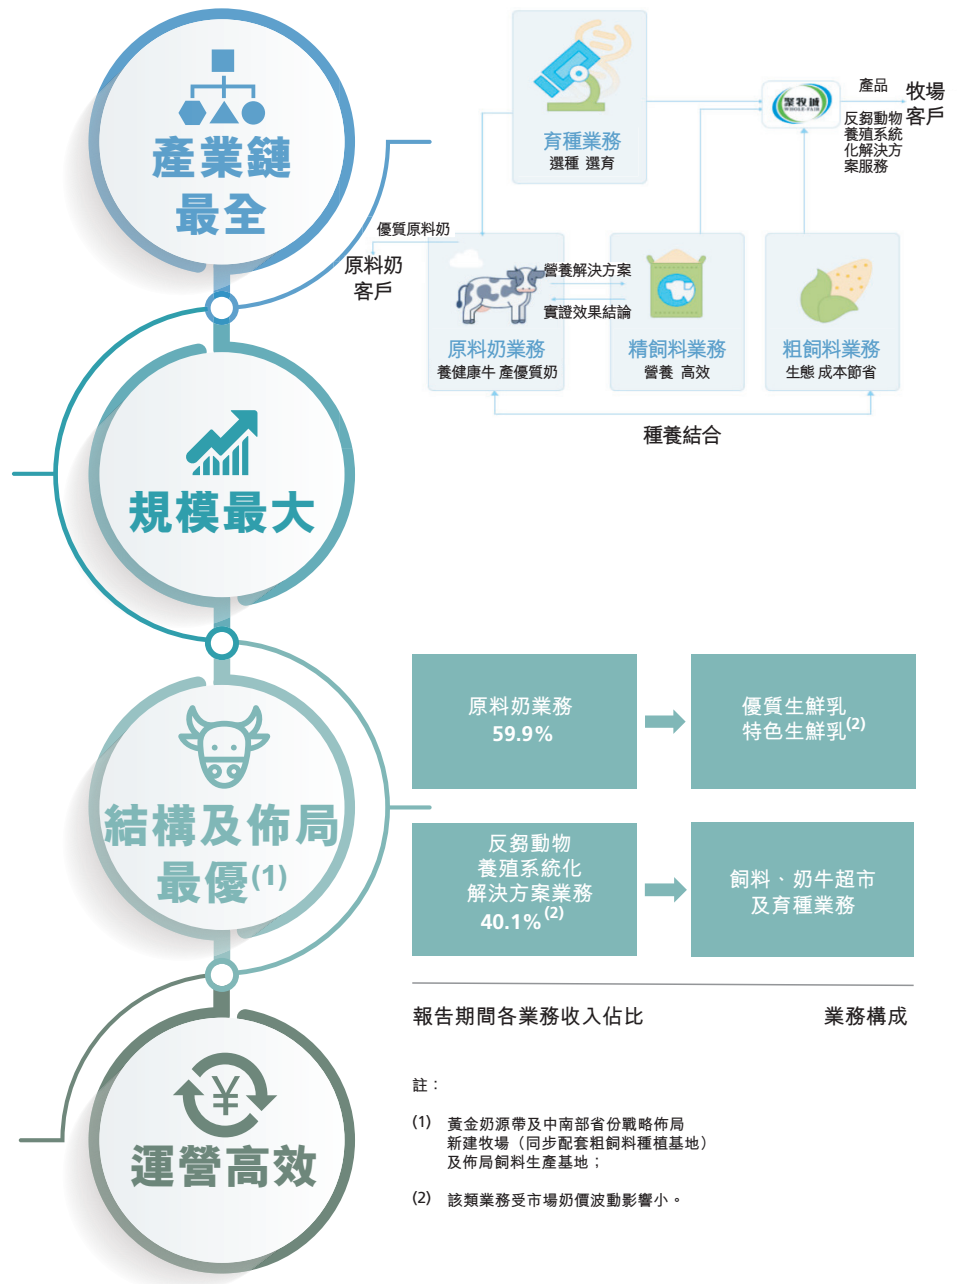 產業鏈
最全
育種業務
選種 選育
聚牧誠
WHOLE-FAIR
產品
反芻動物
養殖系統
化解決方
案服務
牧場
客戶
優質原料奶
原料奶
客戶
營養解決方案
實證效果結論
原料奶業務
養健康牛 產優質奶
精飼料業務
營養 高效
粗飼料業務
生態 成本節省
種養結合
規模最大
結構及佈局
最優(1)
原料奶業務
59.9%
優質生鮮乳
特色生鮮乳(2)
反芻動物
養殖系統化
解決方案業務
40.1%(2)
飼料、奶牛超市
及育種業務
報告期間各業務收入佔比
業務構成
運營高效
註：
(1) 黃金奶源帶及中南部省份戰略佈局
新建牧場（同步配套粗飼料種植基地）
及佈局飼料生產基地；
(2) 該類業務受市場奶價波動影響小。